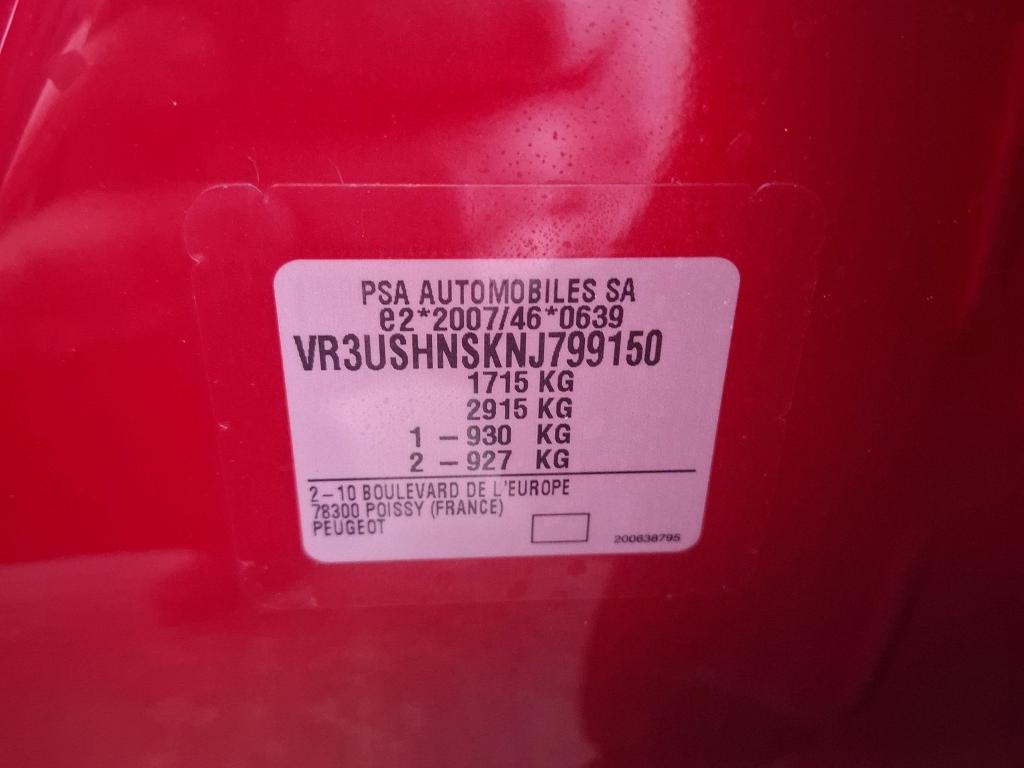 PSA AUTOMOBILES SA
e2*2007/46*0639
VR3USHNSKNJ799150
1715 KG
2915 KG
1 - 930 KG
2 - 927 KG
2-10 BOULEVARD DE L'EUROPE
78300 POISSY (FRANCE)
PEUGEOT
200638795